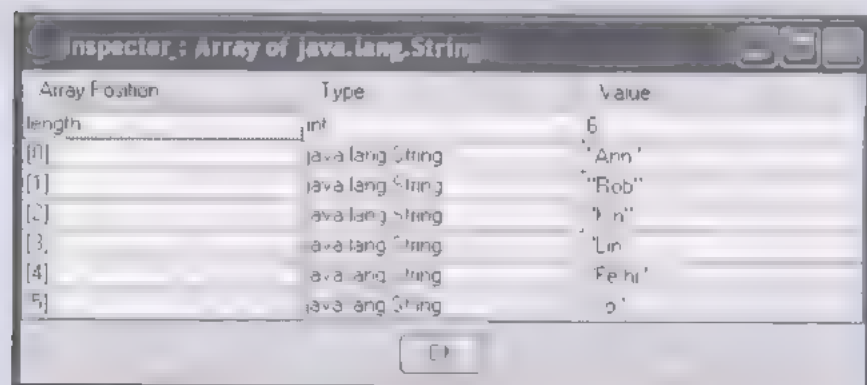 Inspector : Array of java.lang.String
Array Position Type Value
length int 6
[0] java.lang.String "Ann"
[1] java.lang.String "Rob"
[2] java.lang.String
[3] java.lang.String "Lin"
[4] java.lang.String
[5] java.lang.String